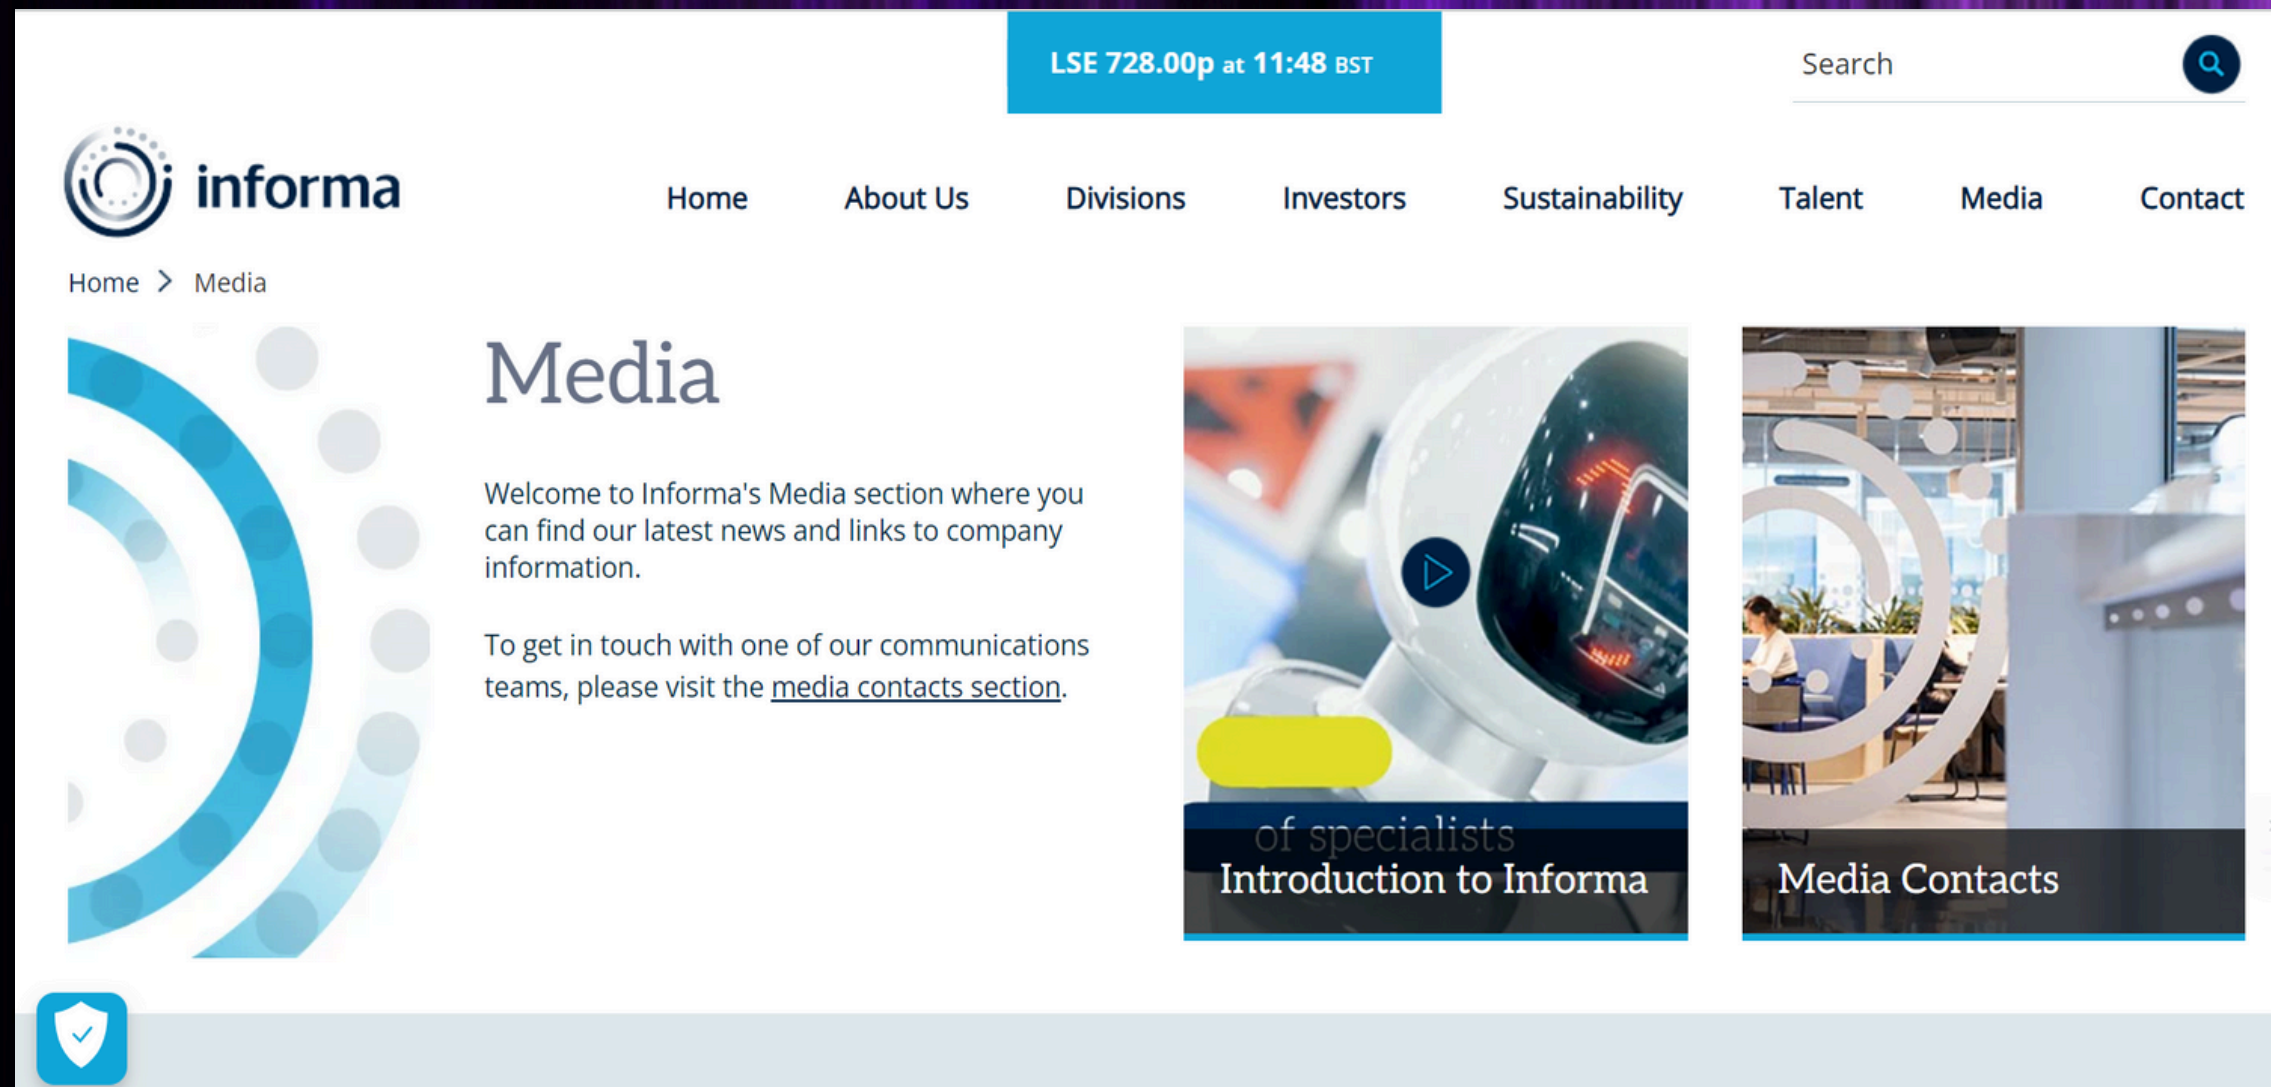 LSE 728.00p at 11:48 BST
Search
informa
Home About Us Divisions Investors Sustainability Talent Media Contact
Home > Media
Media
Welcome to Informa's Media section where you
can find our latest news and links to company
information.
To get in touch with one of our communications
teams, please visit the media contacts section.
of specialists
Introduction to Informa
Media Contacts